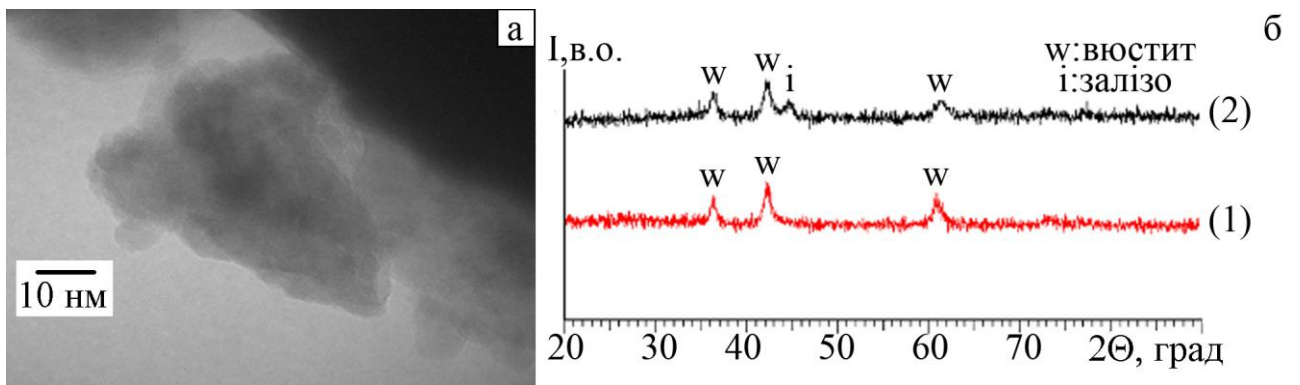 а
10 нм
б
I,в.о.
w:вюстит
i:залізо
w w i w
(2)
w w w
(1)
20 30 40 50 60 70 2Θ, град